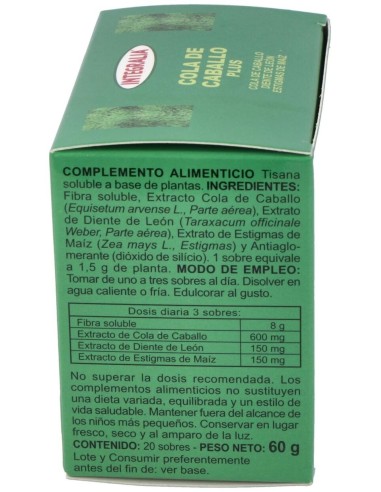 INTEGRALIA
COLA DE
CABALLO
PLUS
COLA DE CABALLO
DIENTE DE LEÓN
ESTIGMAS DE MAÍZ
COMPLEMENTO ALIMENTICIO Tisana
soluble a base de plantas. INGREDIENTES:
Fibra soluble, Extracto Cola de Caballo
(Equisetum arvense L., Parte aérea), Extrato
de Diente de León (Taraxacum officinale
Weber, Parte aérea), Extrato de Estigmas de
Maíz (Zea mays L., Estigmas) y Antiaglo-
merante (dióxido de silício). 1 sobre equivale
a 1,5 g de planta. MODO DE EMPLEO:
Tomar de uno a tres sobres al día. Disolver en
agua caliente o fría. Edulcorar al gusto.
Dosis diaria 3 sobres:
Fibra soluble 8 g
Extracto de Cola de Caballo 600 mg
Extracto de Diente de León 150 mg
Extracto de Estigmas de Maíz 150 mg
No superar la dosis recomendada. Los
complementos alimenticios no sustituyen
una dieta variada, equilibrada y un estilo de
vida saludable. Mantener fuera del alcance de
los niños más pequeños. Conservar en lugar
fresco, seco y al amparo de la luz.
CONTENIDO: 20 sobres - PESO NETO: 60 g
Lote y Consumir preferentemente
antes del fin de: ver base.